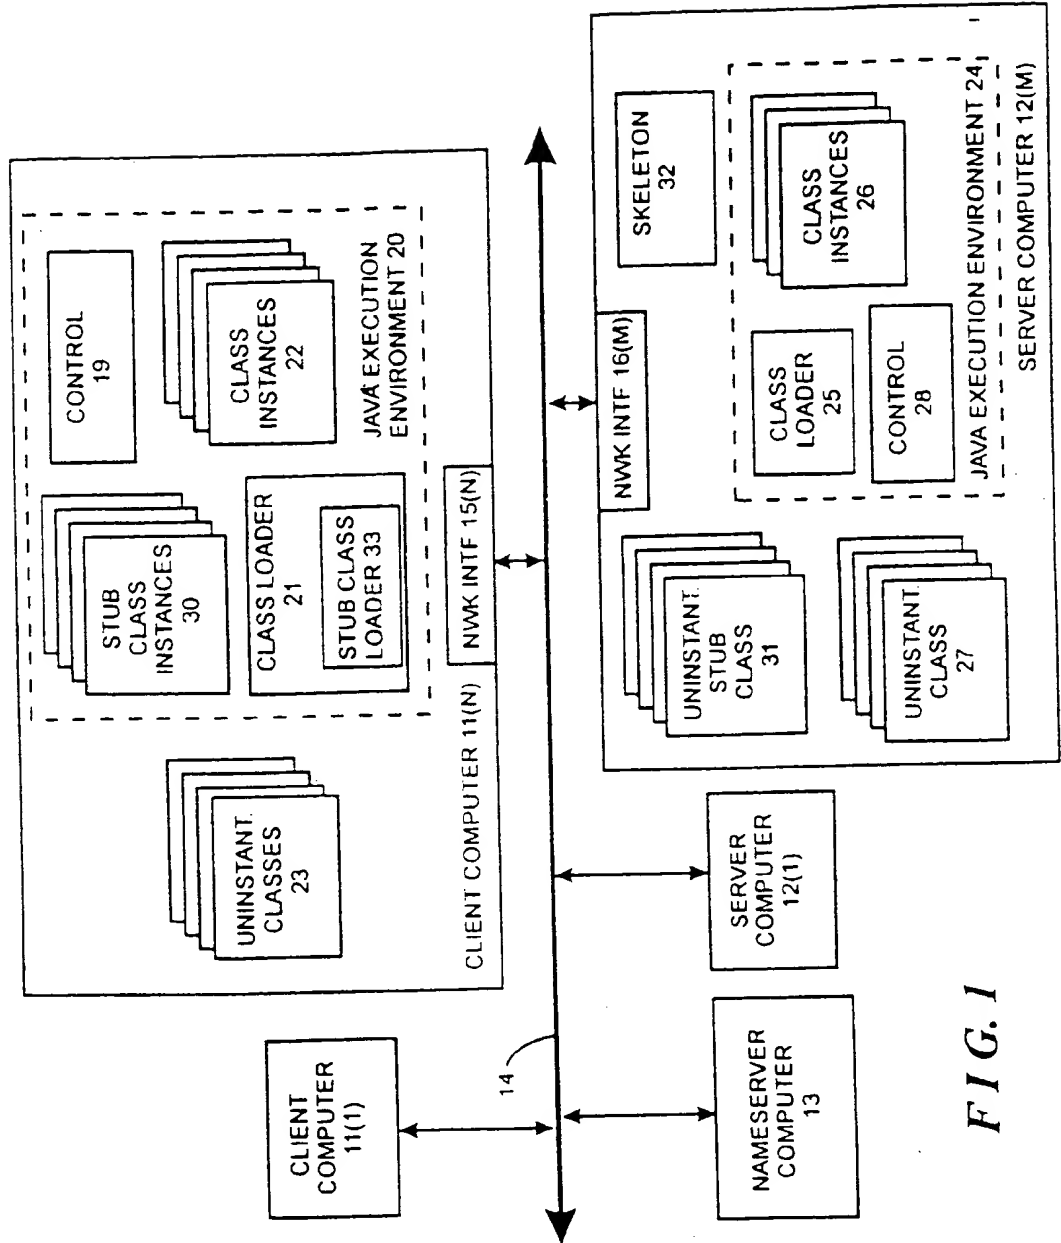 CLIENT
COMPUTER
11(1)
UNINSTANT.
CLASSES
23
STUB
CLASS
INSTANCES
30
CONTROL
19
CLASS LOADER
21
STUB CLASS
LOADER 33
CLASS
INSTANCES
22
JAVA EXECUTION
ENVIRONMENT 20
CLIENT COMPUTER 11(N)
NWK INTF 15(N)
14
NAMESERVER
COMPUTER
13
SERVER
COMPUTER
12(1)
NWK INTF 16(M)
SKELETON
32
UNINSTANT.
STUB
CLASS
31
CLASS
LOADER
25
CLASS
INSTANCES
26
UNINSTANT.
CLASS
27
CONTROL
28
JAVA EXECUTION ENVIRONMENT 24
SERVER COMPUTER 12(M)
FIG. 1